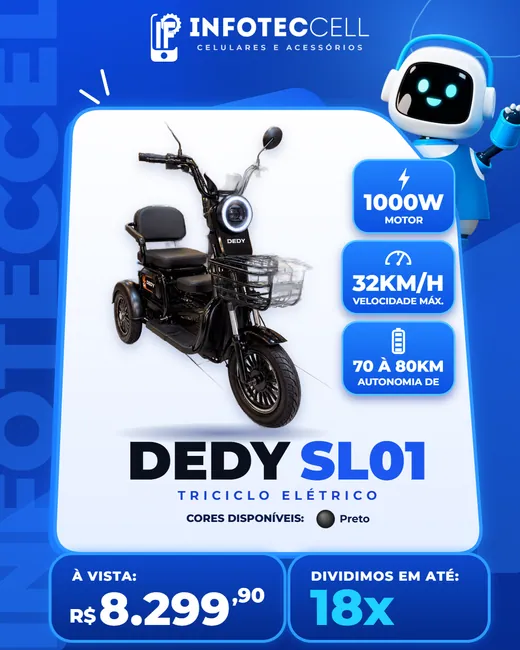 INFOTECCELL
CELULARES E ACESSÓRIOS
INFOTECCEL
1000W
MOTOR
32KM/H
VELOCIDADE MÁX.
70 À 80KM
AUTONOMIA DE
DEDY
DEDY SL01
TRICICLO ELÉTRICO
CORES DISPONÍVEIS: Preto
À VISTA:
R$ 8.299,90
DIVIDIMOS EM ATÉ:
18x